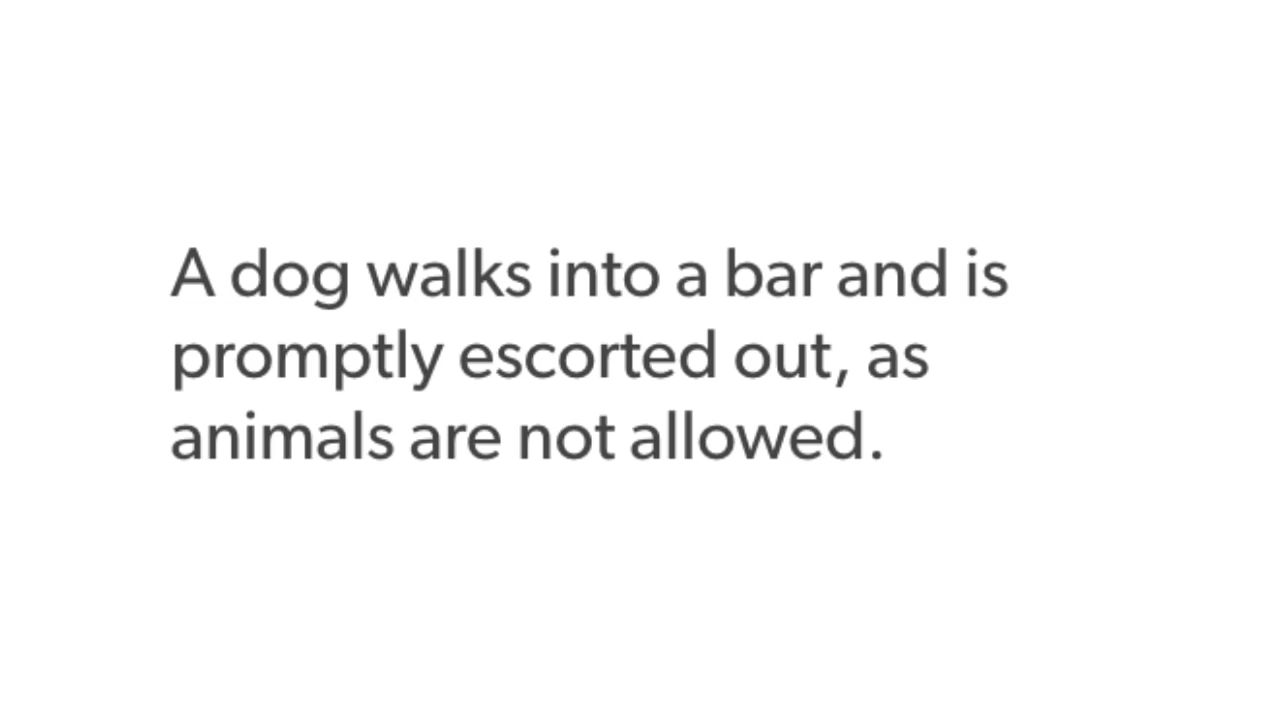 A dog walks into a bar and is
promptly escorted out, as
animals are not allowed.